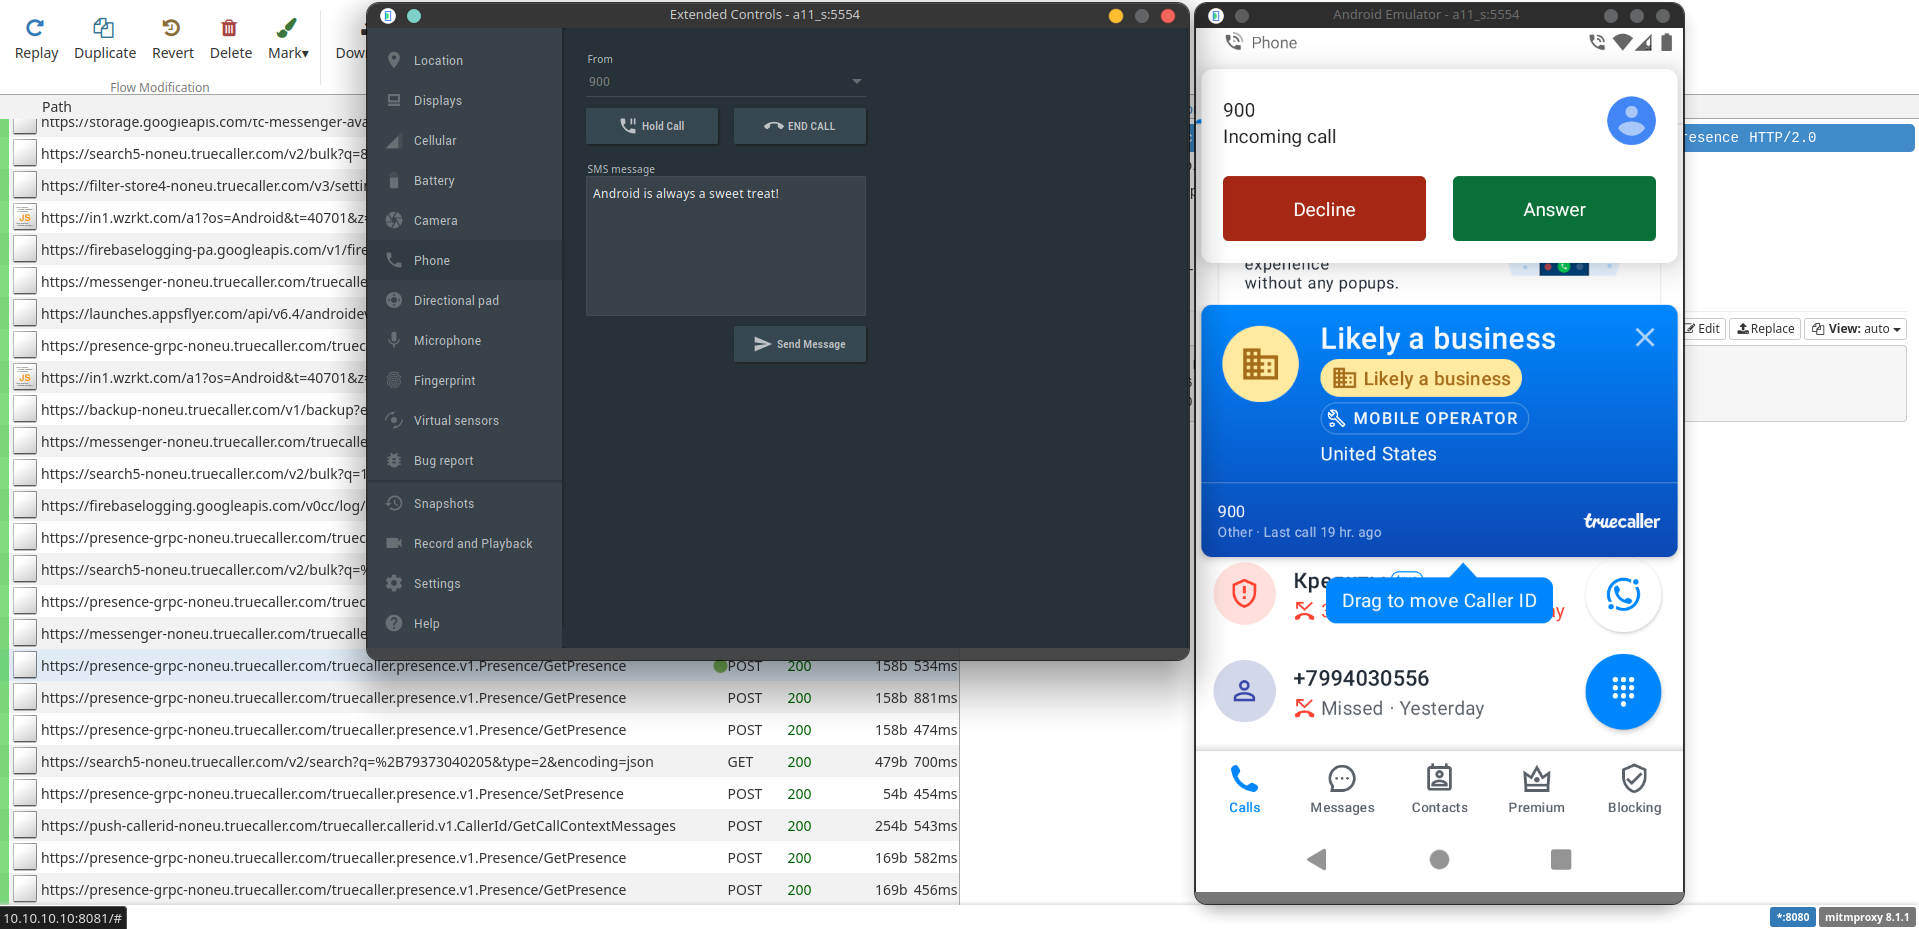 Replay
Duplicate
Revert
Delete
Mark▾
Flow Modification
Path
https://storage.googleapis.com/tc-messenger-ava
https://search5-noneu.truecaller.com/v2/bulk?q=8
https://filter-store4-noneu.truecaller.com/v3/setti
https://in1.wzrkt.com/a1?os=Android&t=40701&z=
https://firebaselogging-pa.googleapis.com/v1/fire
https://messenger-noneu.truecaller.com/truecalle
https://launches.appsflyer.com/api/v6.4/androide
https://presence-grpc-noneu.truecaller.com/truec
https://in1.wzrkt.com/a1?os=Android&t=40701&z=
https://backup-noneu.truecaller.com/v1/backup?e
https://messenger-noneu.truecaller.com/truecalle
https://search5-noneu.truecaller.com/v2/bulk?q=1
https://firebaselogging.googleapis.com/v0cc/log/
https://presence-grpc-noneu.truecaller.com/truec
https://search5-noneu.truecaller.com/v2/bulk?q=%
https://presence-grpc-noneu.truecaller.com/truec
https://messenger-noneu.truecaller.com/truecalle
https://presence-grpc-noneu.truecaller.com/truecaller.presence.v1.Presence/GetPresence POST 200 158b 534ms
https://presence-grpc-noneu.truecaller.com/truecaller.presence.v1.Presence/GetPresence POST 200 158b 881ms
https://presence-grpc-noneu.truecaller.com/truecaller.presence.v1.Presence/GetPresence POST 200 158b 474ms
https://search5-noneu.truecaller.com/v2/search?q=%2B79373040205&type=2&encoding=json GET 200 479b 700ms
https://presence-grpc-noneu.truecaller.com/truecaller.presence.v1.Presence/SetPresence POST 200 54b 454ms
https://push-callerid-noneu.truecaller.com/truecaller.callerid.v1.CallerId/GetCallContextMessages POST 200 254b 543ms
https://presence-grpc-noneu.truecaller.com/truecaller.presence.v1.Presence/GetPresence POST 200 169b 582ms
https://presence-grpc-noneu.truecaller.com/truecaller.presence.v1.Presence/GetPresence POST 200 169b 456ms
10.10.10.10:8081/#
Extended Controls - a11_s:5554
Location
Displays
Cellular
Battery
Camera
Phone
Directional pad
Microphone
Fingerprint
Virtual sensors
Bug report
Snapshots
Record and Playback
Settings
Help
From
900
Hold Call
END CALL
SMS message
Android is always a sweet treat!
Send Message
Android Emulator - a11_s:5554
Phone
900
Incoming call
Decline
Answer
experience
without any popups.
Likely a business
Likely a business
MOBILE OPERATOR
United States
900
Other · Last call 19 hr. ago
truecaller
Drag to move Caller ID
+7994030556
Missed · Yesterday
Calls
Messages
Contacts
Premium
Blocking
resence HTTP/2.0
Edit
Replace
View: auto
*:8080
mitmproxy 8.1.1